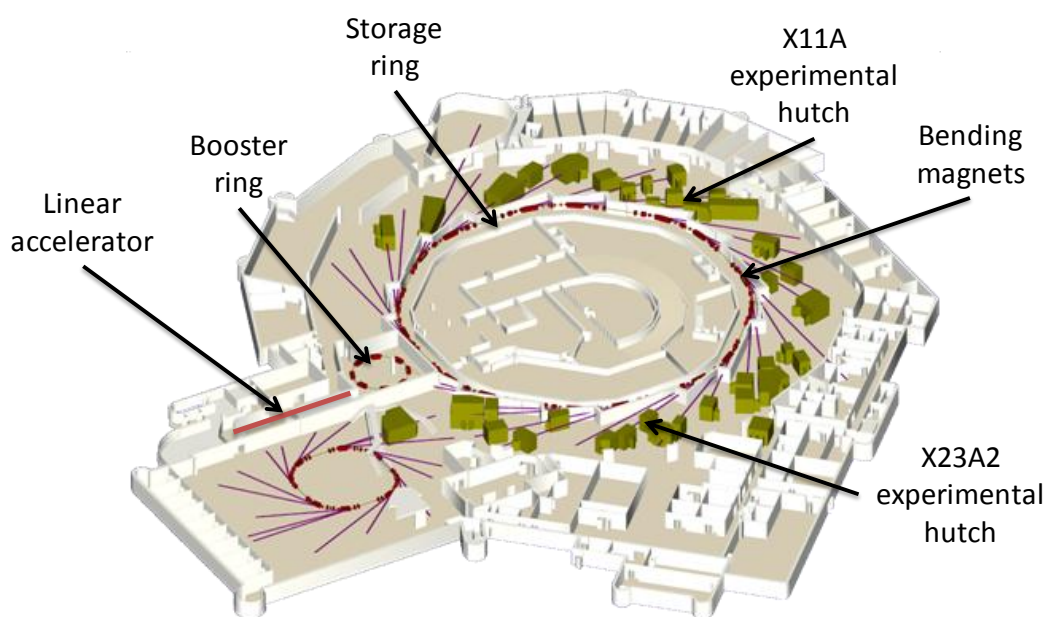 Storage
ring
X11A
experimental
hutch
Bending
magnets
Booster
ring
Linear
accelerator
X23A2
experimental
hutch